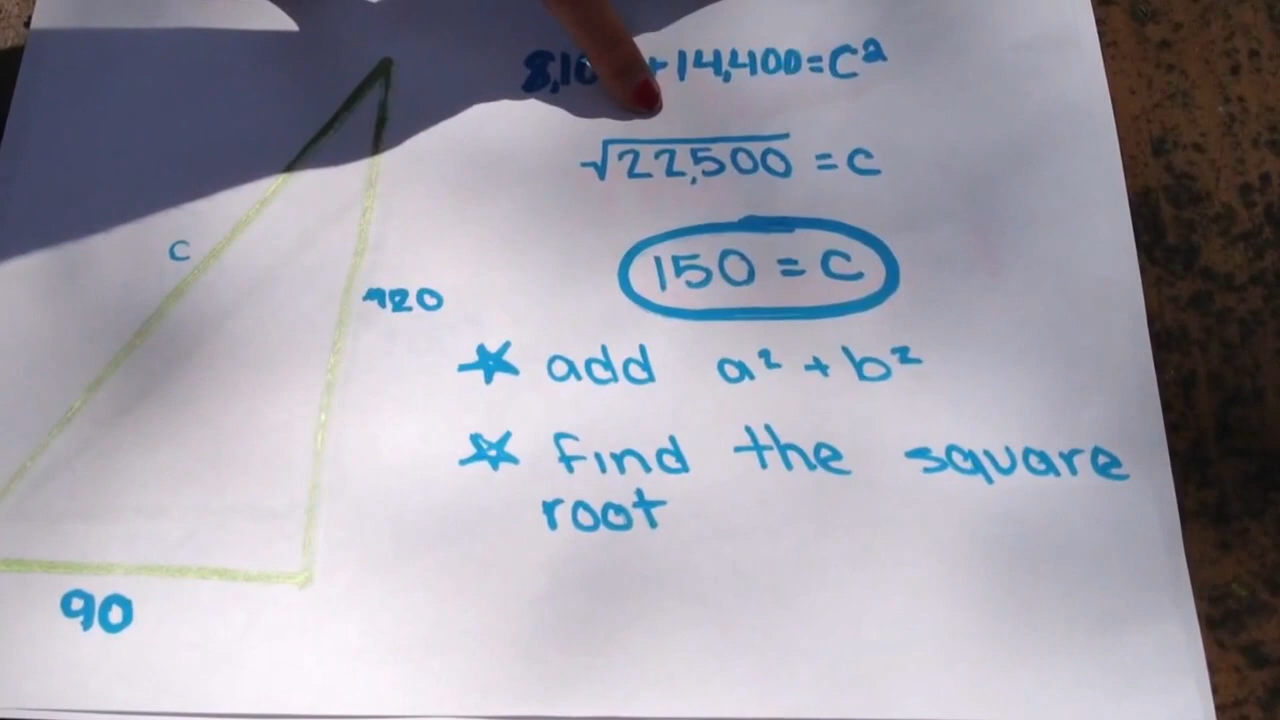 +14,400=C²
√22,500 = C
C
120
150 = C
add a² + b²
find the square
root
90